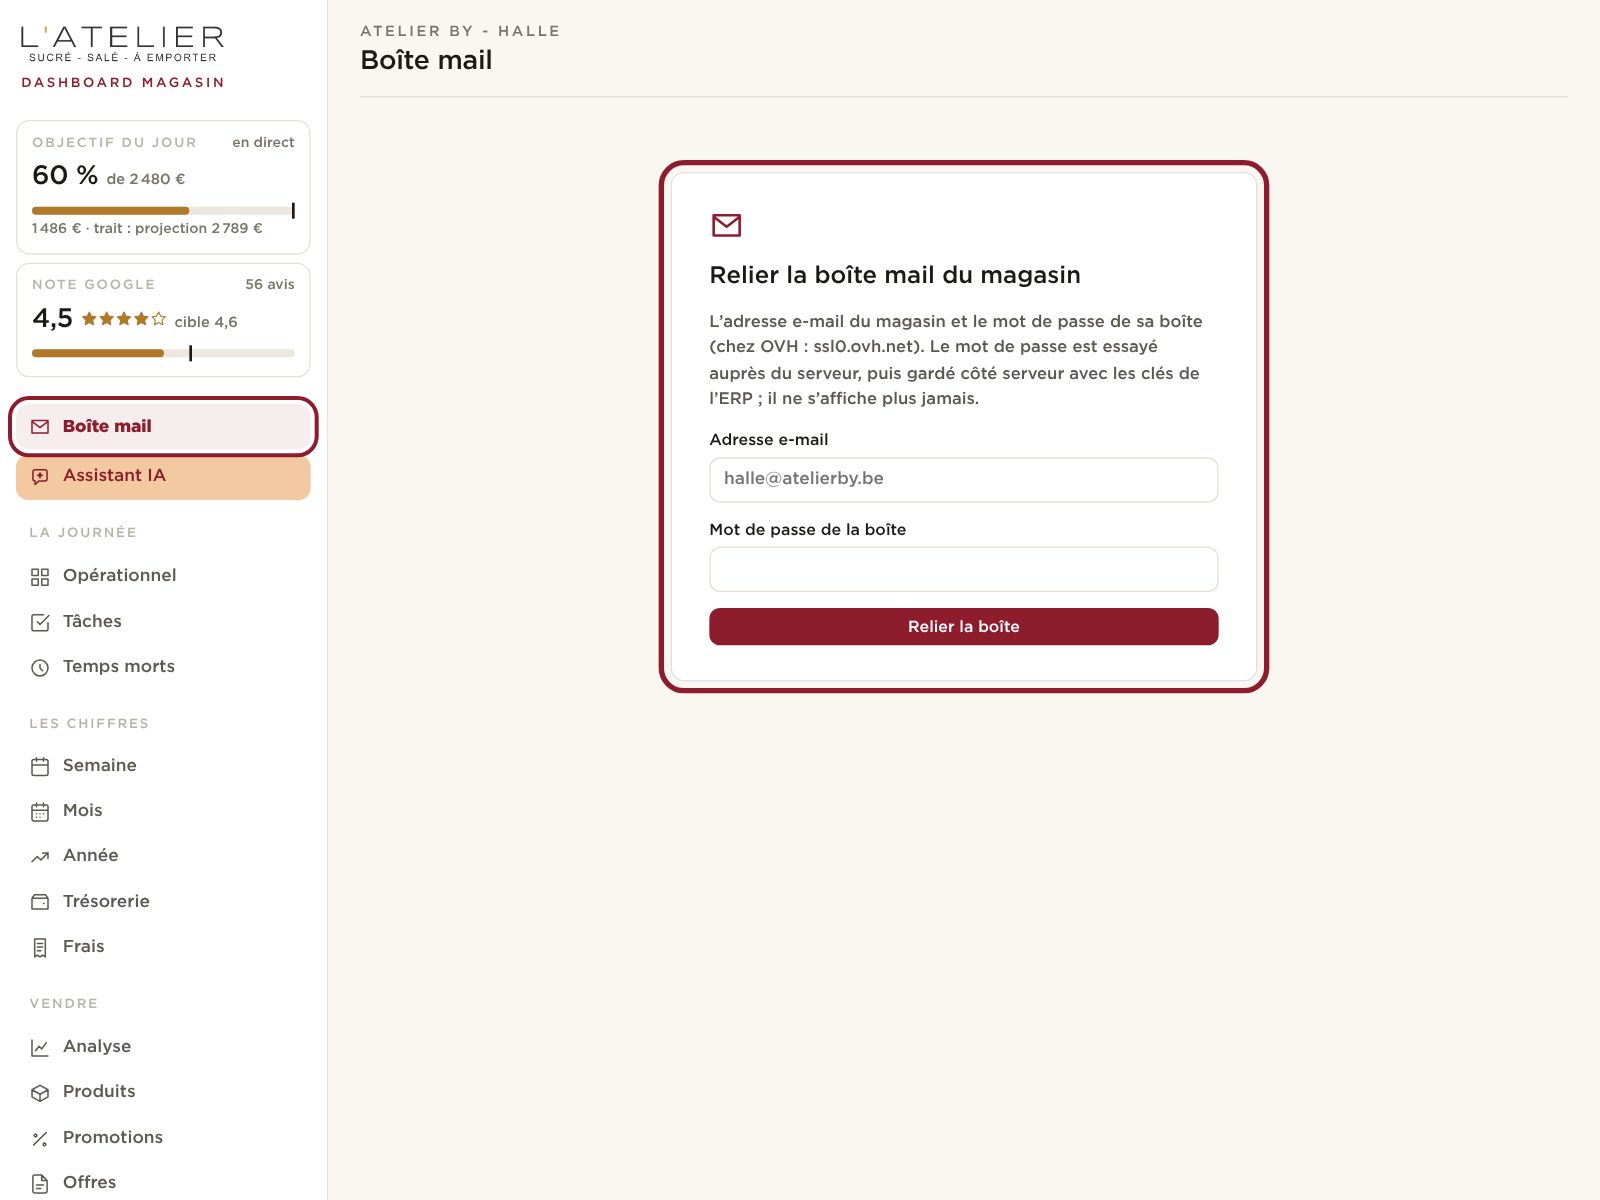 L'ATELIER
SUCRÉ - SALÉ - À EMPORTER
DASHBOARD MAGASIN
OBJECTIF DU JOUR en direct
60 % de 2 480 €
1 486 € · trait : projection 2 789 €
NOTE GOOGLE 56 avis
4,5 cible 4,6
Boîte mail
Assistant IA
LA JOURNÉE
Opérationnel
Tâches
Temps morts
LES CHIFFRES
Semaine
Mois
Année
Trésorerie
Frais
VENDRE
Analyse
Produits
Promotions
Offres
ATELIER BY - HALLE
Boîte mail
Relier la boîte mail du magasin
L’adresse e-mail du magasin et le mot de passe de sa boîte
(chez OVH : ssl0.ovh.net). Le mot de passe est essayé
auprès du serveur, puis gardé côté serveur avec les clés de
l’ERP ; il ne s’affiche plus jamais.
Adresse e-mail
halle@atelierby.be
Mot de passe de la boîte
Relier la boîte